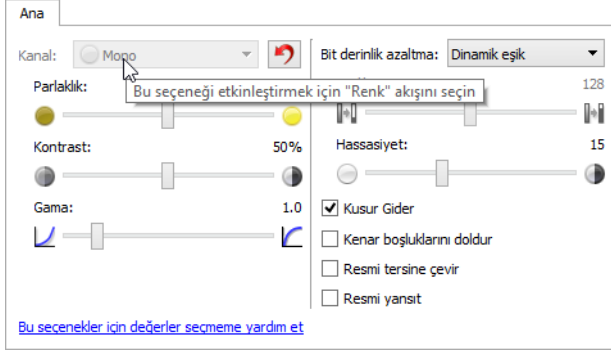 Ana
Kanal: Mono
Bit derinlik azaltma: Dinamik eşik
Parlaklık:
Bu seçeneği etkinleştirmek için "Renk" akışını seçin
128
Kontrast: 50%
Hassasiyet: 15
Gama: 1.0
Kusur Gider
Kenar boşluklarını doldur
Resmi tersine çevir
Resmi yansıt
Bu seçenekler için değerler seçmeme yardım et